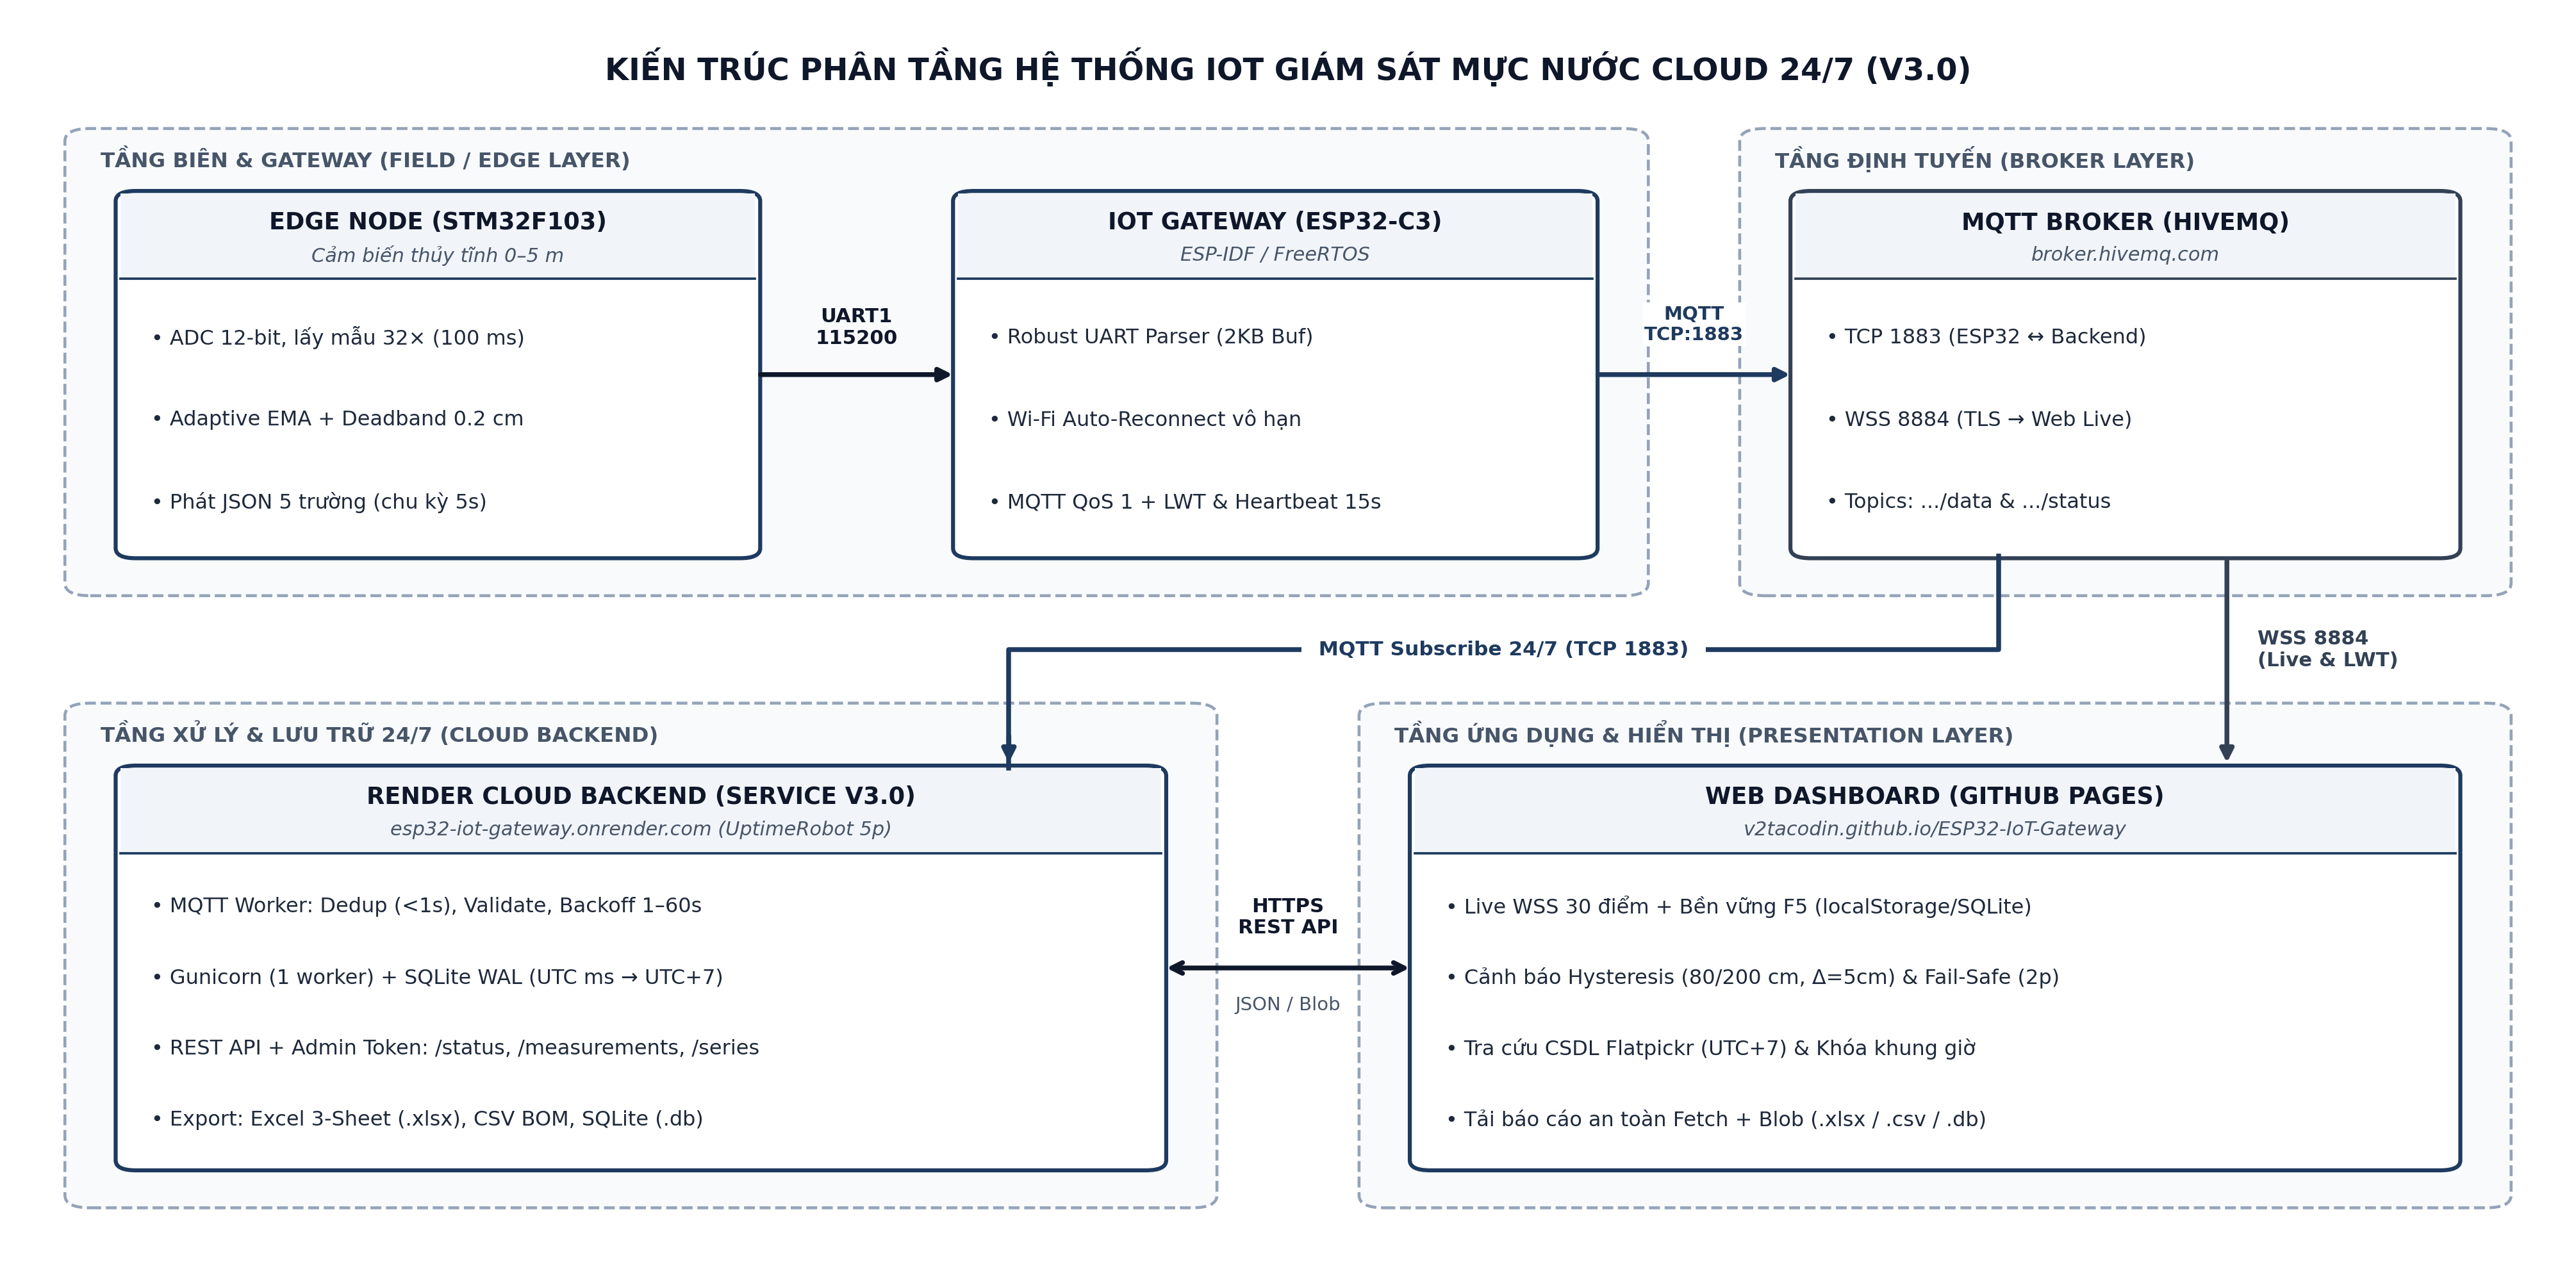 KIẾN TRÚC PHÂN TẦNG HỆ THỐNG IOT GIÁM SÁT MỰC NƯỚC CLOUD 24/7 (V3.0)
TẦNG BIÊN & GATEWAY (FIELD / EDGE LAYER)
EDGE NODE (STM32F103)
Cảm biến thủy tĩnh 0–5 m
• ADC 12-bit, lấy mẫu 32× (100 ms)
• Adaptive EMA + Deadband 0.2 cm
• Phát JSON 5 trường (chu kỳ 5s)
UART1
115200
IOT GATEWAY (ESP32-C3)
ESP-IDF / FreeRTOS
• Robust UART Parser (2KB Buf)
• Wi-Fi Auto-Reconnect vô hạn
• MQTT QoS 1 + LWT & Heartbeat 15s
MQTT
TCP:1883
TẦNG ĐỊNH TUYẾN (BROKER LAYER)
MQTT BROKER (HIVEMQ)
broker.hivemq.com
• TCP 1883 (ESP32 ↔ Backend)
• WSS 8884 (TLS → Web Live)
• Topics: .../data & .../status
MQTT Subscribe 24/7 (TCP 1883)
WSS 8884
(Live & LWT)
TẦNG XỬ LÝ & LƯU TRỮ 24/7 (CLOUD BACKEND)
RENDER CLOUD BACKEND (SERVICE V3.0)
esp32-iot-gateway.onrender.com (UptimeRobot 5p)
• MQTT Worker: Dedup (<1s), Validate, Backoff 1–60s
• Gunicorn (1 worker) + SQLite WAL (UTC ms → UTC+7)
• REST API + Admin Token: /status, /measurements, /series
• Export: Excel 3-Sheet (.xlsx), CSV BOM, SQLite (.db)
HTTPS
REST API
JSON / Blob
TẦNG ỨNG DỤNG & HIỂN THỊ (PRESENTATION LAYER)
WEB DASHBOARD (GITHUB PAGES)
v2tacodin.github.io/ESP32-IoT-Gateway
• Live WSS 30 điểm + Bền vững F5 (localStorage/SQLite)
• Cảnh báo Hysteresis (80/200 cm, Δ=5cm) & Fail-Safe (2p)
• Tra cứu CSDL Flatpickr (UTC+7) & Khóa khung giờ
• Tải báo cáo an toàn Fetch + Blob (.xlsx / .csv / .db)